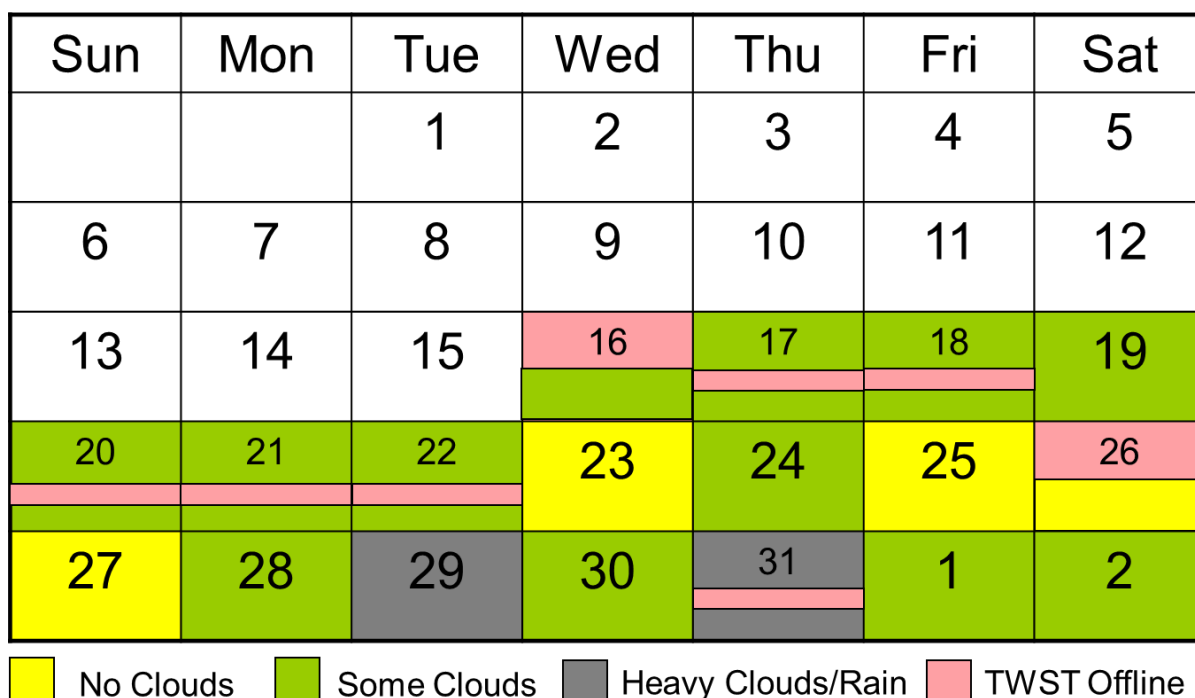 Sun Mon Tue Wed Thu Fri Sat
1 2 3 4 5
6 7 8 9 10 11 12
13 14 15 16 17 18 19
20 21 22 23 24 25 26
27 28 29 30 31 1 2
No Clouds Some Clouds Heavy Clouds/Rain TWST Offline